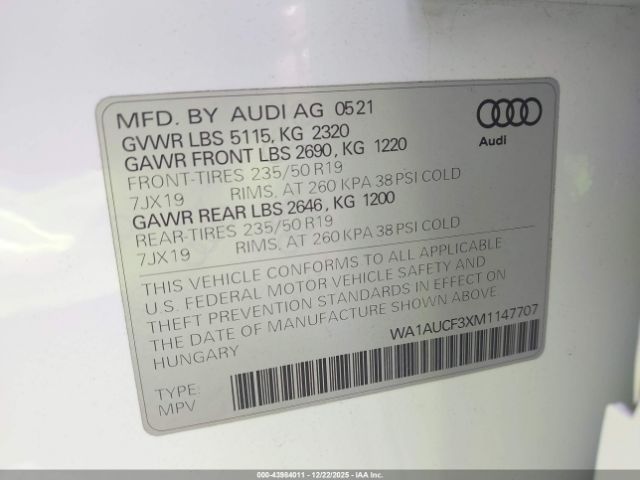 MFD. BY AUDI AG 0521
GVWR LBS 5115, KG 2320
GAWR FRONT LBS 2690, KG 1220
FRONT-TIRES 235/50 R19
7JX19 RIMS, AT 260 KPA 38 PSI COLD
GAWR REAR LBS 2646, KG 1200
REAR-TIRES 235/50 R19
7JX19 RIMS, AT 260 KPA 38 PSI COLD
Audi
THIS VEHICLE CONFORMS TO ALL APPLICABLE
U.S. FEDERAL MOTOR VEHICLE SAFETY AND
THEFT PREVENTION STANDARDS IN EFFECT ON
THE DATE OF MANUFACTURE SHOWN ABOVE.
HUNGARY
WA1AUCF3XM1147707
TYPE:
MPV
000-43984011 - 12/22/2025 - IAA Inc.